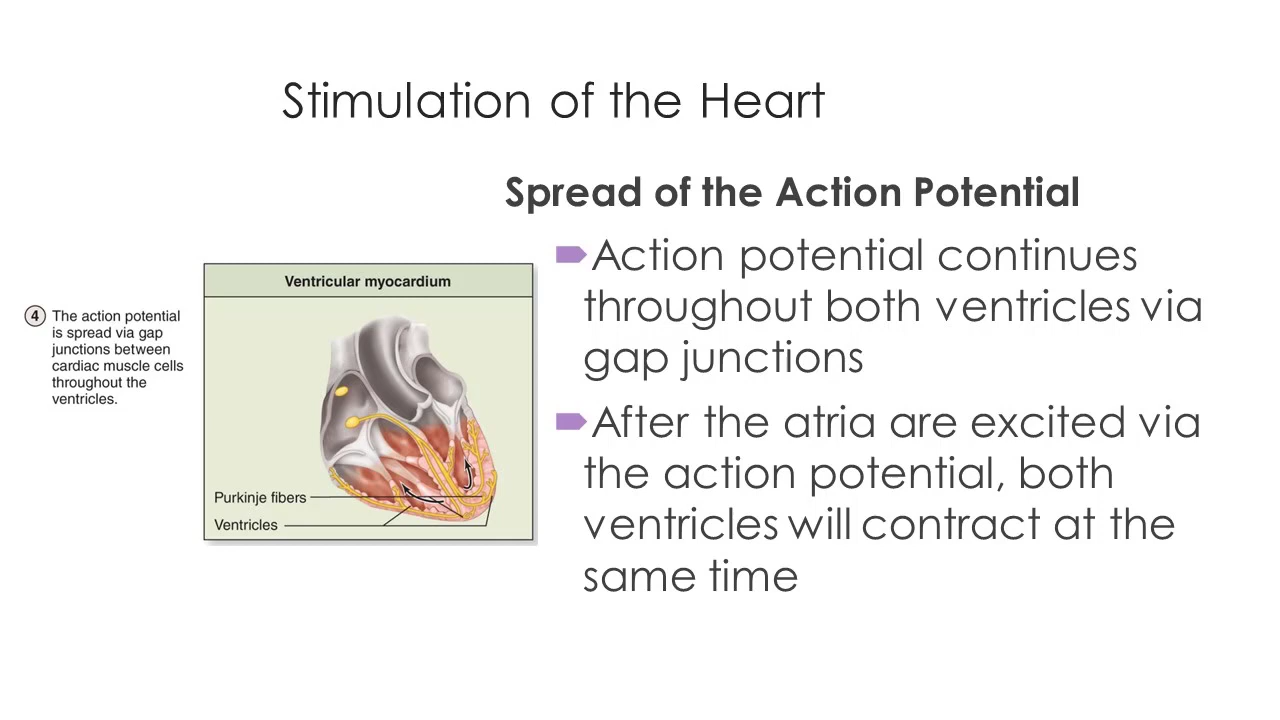 Stimulation of the Heart
Spread of the Action Potential
Action potential continues
throughout both ventricles via
gap junctions
After the atria are excited via
the action potential, both
ventricles will contract at the
same time
4 The action potential
is spread via gap
junctions between
cardiac muscle cells
throughout the
ventricles.
Ventricular myocardium
Purkinje fibers
Ventricles